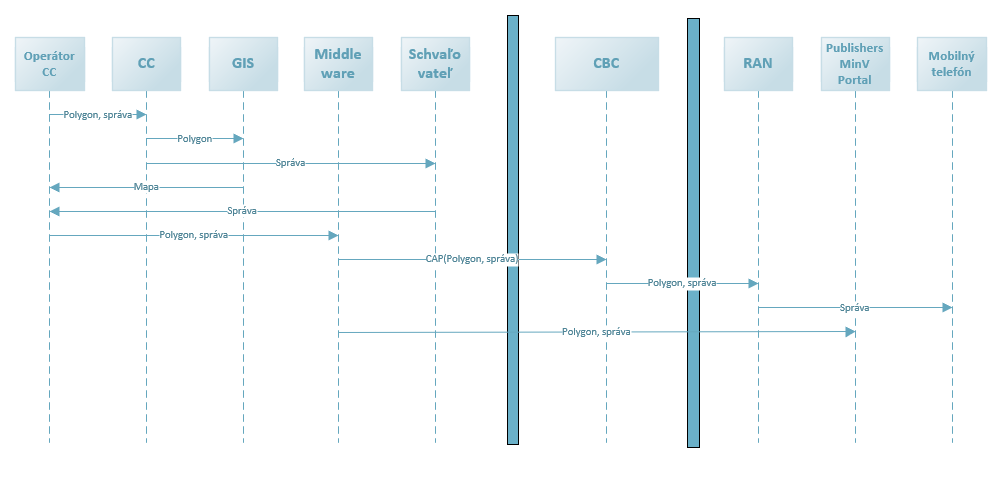 Operátor
CC
CC
GIS
Middle
ware
Schvaľo
vateľ
CBC
RAN
Publishers
MinV
Portal
Mobilný
telefón
Polygon, správa
Polygon
Správa
Mapa
Správa
Polygon, správa
CAP(Polygon, správa)
Polygon, správa
Správa
Polygon, správa